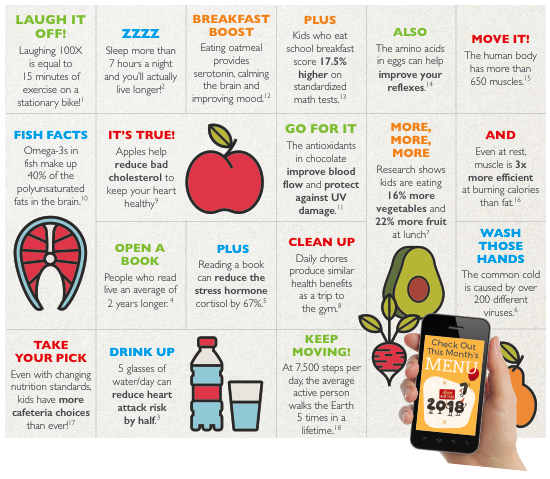 LAUGH IT
OFF!
Laughing 100X
is equal to
15 minutes of
exercise on a
stationary bike!1
ZZZZ
Sleep more than
7 hours a night
and you'll actually
live longer!2
BREAKFAST
BOOST
Eating oatmeal
provides
serotonin, calming
the brain and
improving mood.12
PLUS
Kids who eat
school breakfast
score 17.5%
higher on
standardized
math tests.13
ALSO
The amino acids
in eggs can help
improve your
reflexes.14
MOVE IT!
The human body
has more than
650 muscles.15
FISH FACTS
Omega-3s in
fish make up
40% of the
polyunsaturated
fats in the brain.10
IT'S TRUE!
Apples help
reduce bad
cholesterol to
keep your heart
healthy9
GO FOR IT
The antioxidants
in chocolate
improve blood
flow and protect
against UV
damage.11
MORE,
MORE,
MORE
Research shows
kids are eating
16% more
vegetables and
22% more fruit
at lunch7
AND
Even at rest,
muscle is 3x
more efficient
at burning calories
than fat.16
OPEN A
BOOK
People who read
live an average of
2 years longer.4
PLUS
Reading a book
can reduce the
stress hormone
cortisol by 67%.5
CLEAN UP
Daily chores
produce similar
health benefits
as a trip to
the gym.8
WASH
THOSE
HANDS
The common cold
is caused by over
200 different
viruses.6
TAKE
YOUR PICK
Even with changing
nutrition standards,
kids have more
cafeteria choices
than ever!17
DRINK UP
5 glasses of
water/day can
reduce heart
attack risk
by half.3
KEEP
MOVING!
At 7,500 steps per
day, the average
active person
walks the Earth
5 times in a
lifetime.18
Check Out
This Month's
MENU
2018